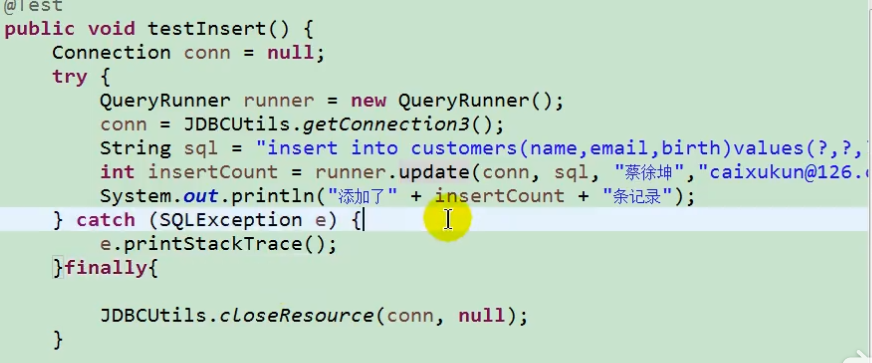 @Test
public void testInsert() {
    Connection conn = null;
    try {
        QueryRunner runner = new QueryRunner();
        conn = JDBCUtils.getConnection3();
        String sql = "insert into customers(name,email,birth)values(?,?,
        int insertCount = runner.update(conn, sql, "蔡徐坤","caixukun@126.
        System.out.println("添加了" + insertCount + "条记录");
    } catch (SQLException e) {
        e.printStackTrace();
    }finally{
        JDBCUtils.closeResource(conn, null);
    }